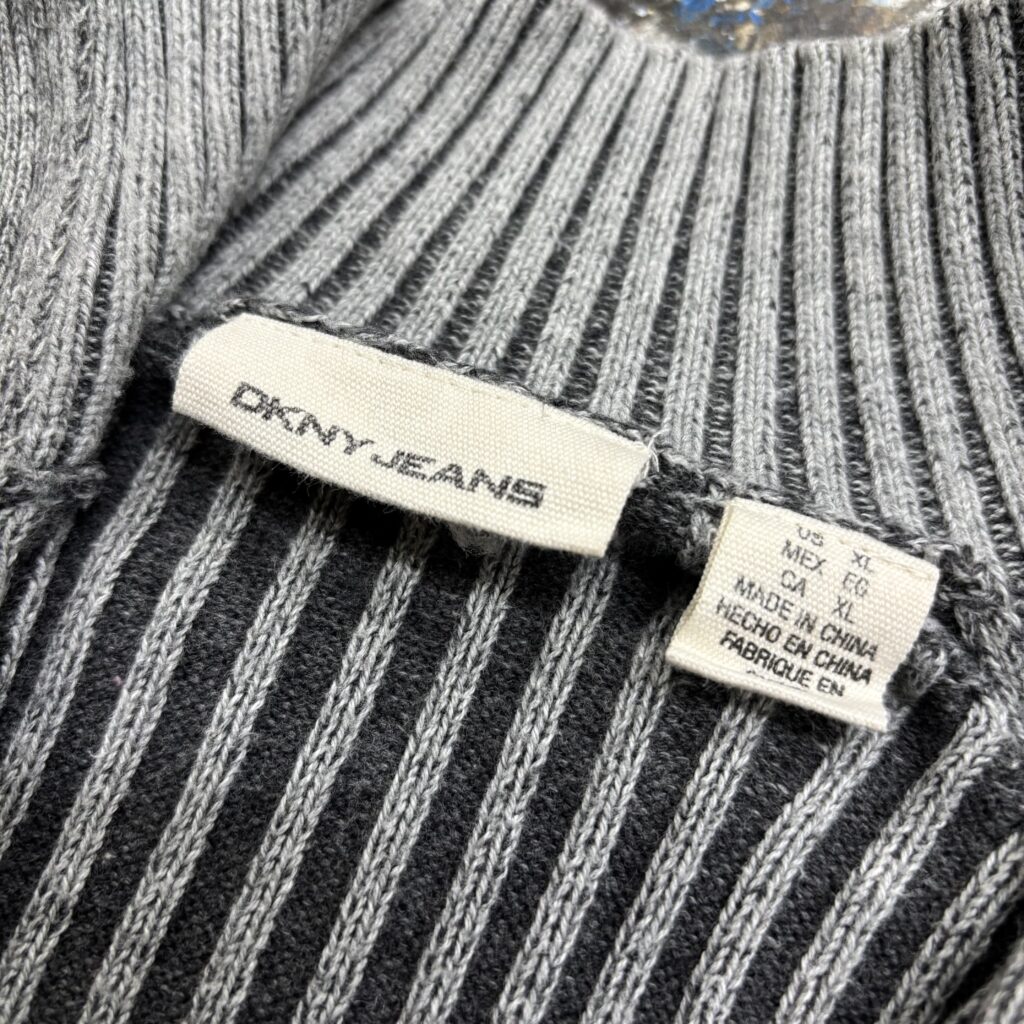 DKNY JEANS
US XL
MEX EG
CA XL
MADE IN CHINA
HECHO EN CHINA
FABRIQUE EN